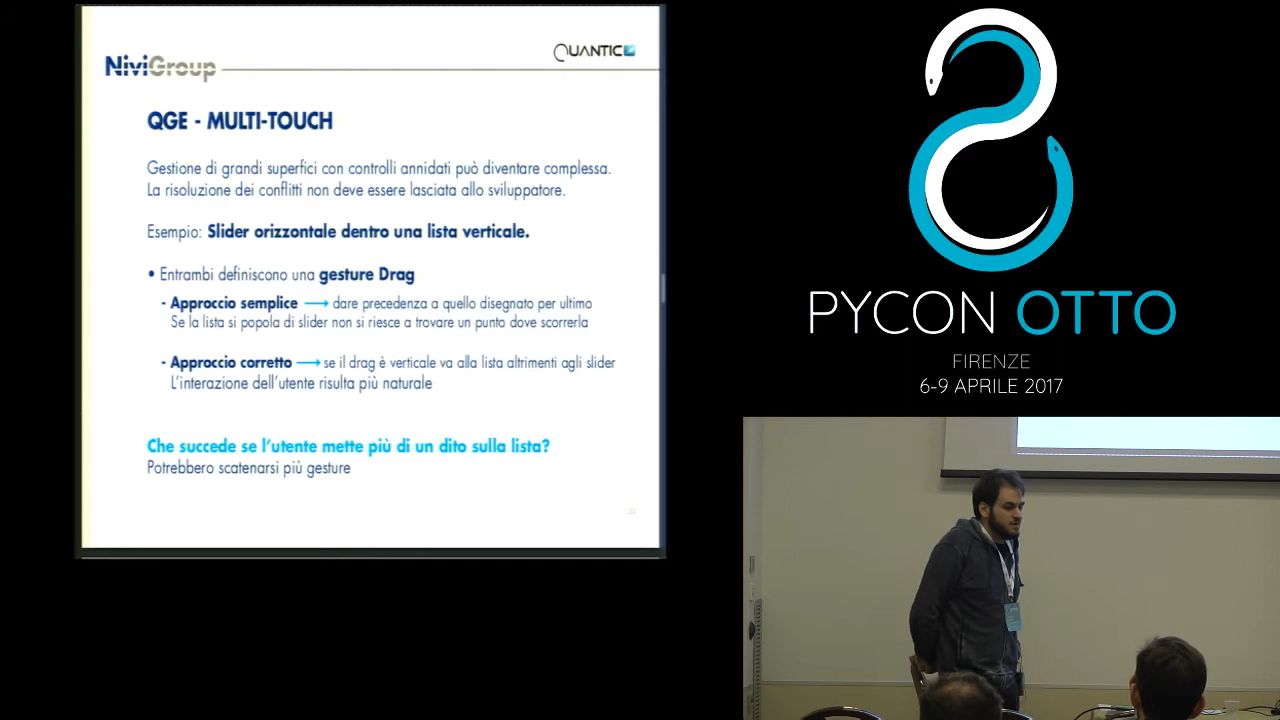 NiviGroup
QUANTIC
QGE - MULTI-TOUCH
Gestione di grandi superfici con controlli annidati può diventare complessa.
La risoluzione dei conflitti non deve essere lasciata allo sviluppatore.
Esempio: Slider orizzontale dentro una lista verticale.
• Entrambi definiscono una gesture Drag
- Approccio semplice → dare precedenza a quello disegnato per ultimo
Se la lista si popola di slider non si riesce a trovare un punto dove scorrerla
- Approccio corretto → se il drag è verticale va alla lista altrimenti agli slider
L'interazione dell'utente risulta più naturale
Che succede se l'utente mette più di un dito sulla lista?
Potrebbero scatenarsi più gesture
PYCON OTTO
FIRENZE
6-9 APRILE 2017